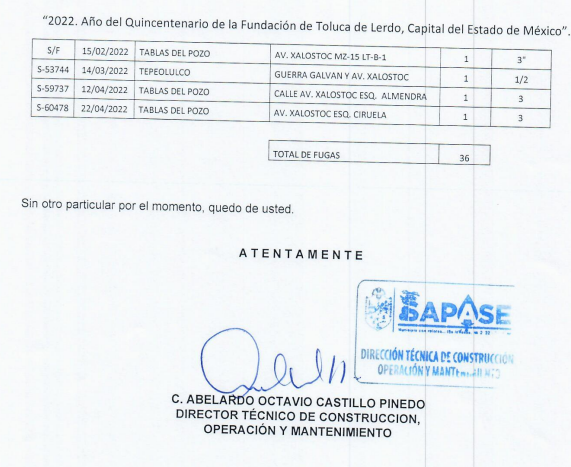 “2022. Año del Quincentenario de la Fundación de Toluca de Lerdo, Capital del Estado de México”.
S/F 15/02/2022 TABLAS DEL POZO AV. XALOSTOC MZ-15 LT-B-1 1 3"
S-53744 14/03/2022 TEPEOLULCO GUERRA GALVAN Y AV. XALOSTOC 1 1/2
S-59737 12/04/2022 TABLAS DEL POZO CALLE AV. XALOSTOC ESQ. ALMENDRA 1 3
S-60478 22/04/2022 TABLAS DEL POZO AV. XALOSTOC ESQ. CIRUELA 1 3
TOTAL DE FUGAS 36
Sin otro particular por el momento, quedo de usted.
ATENTAMENTE
SAPASE
DIRECCIÓN TÉCNICA DE CONSTRUCCIÓN
OPERACIÓN Y MANTENIMIENTO
C. ABELARDO OCTAVIO CASTILLO PINEDO
DIRECTOR TÉCNICO DE CONSTRUCCION,
OPERACIÓN Y MANTENIMIENTO